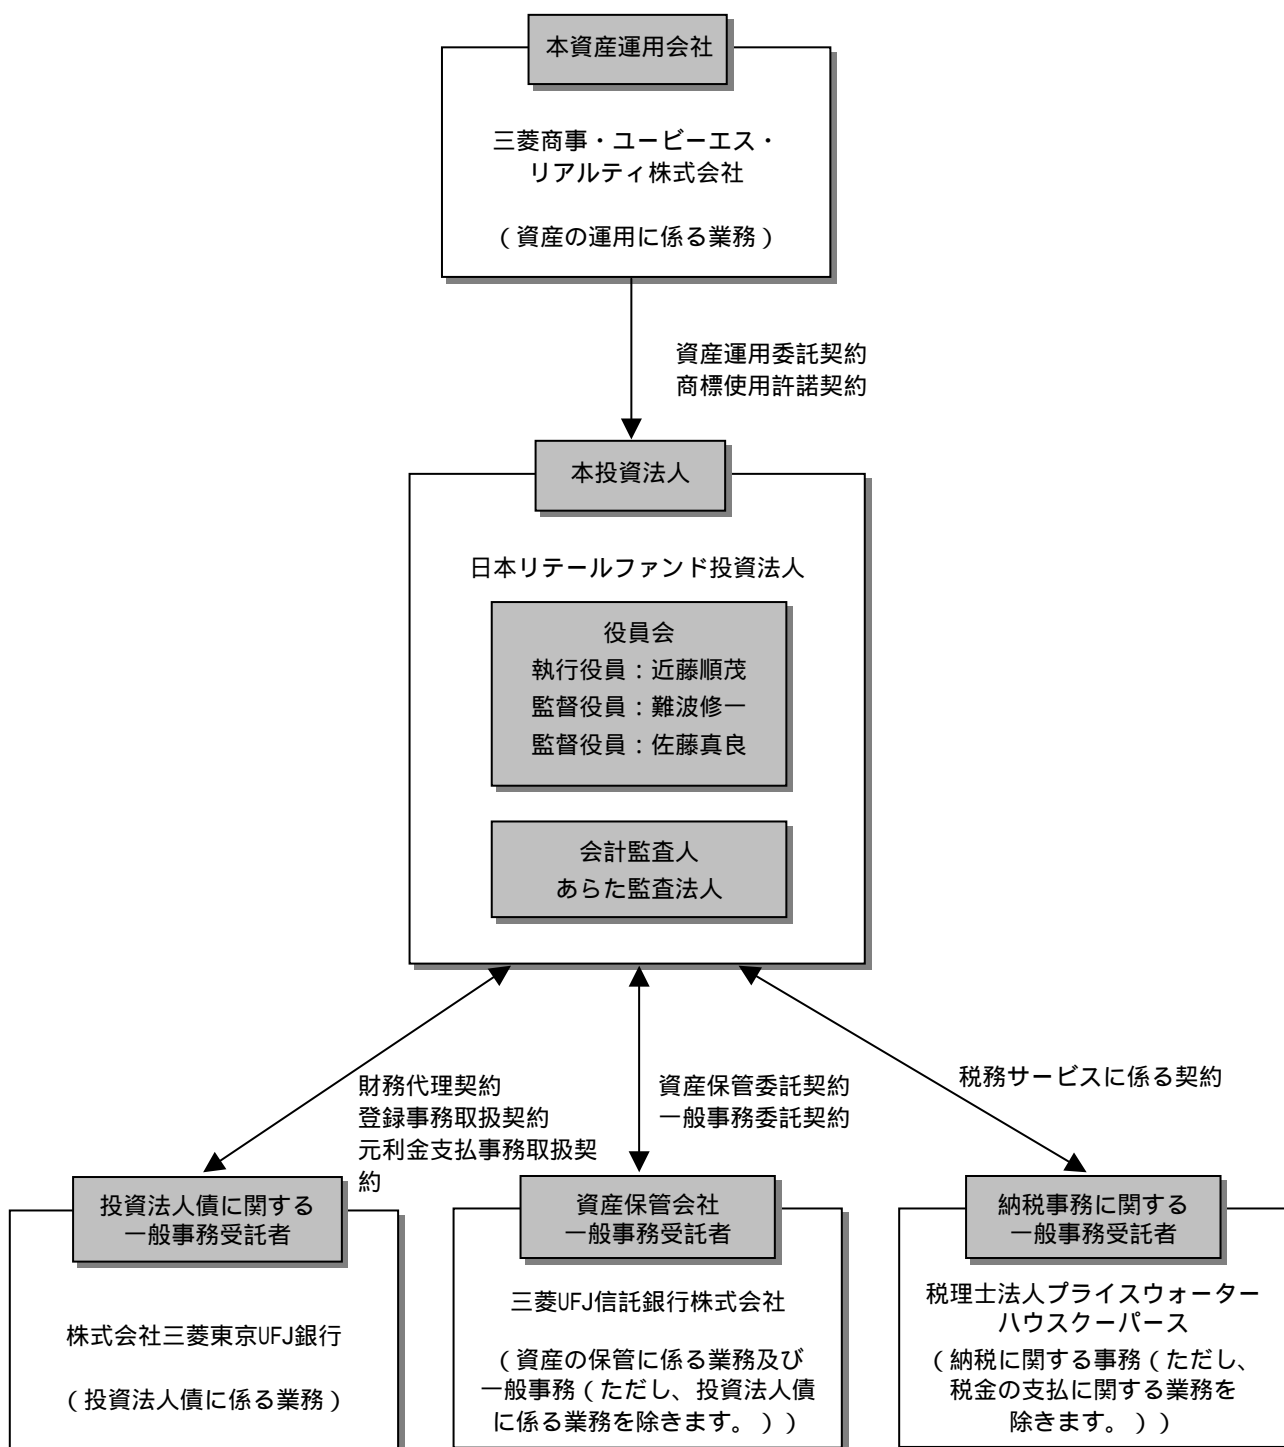 本資産運用会社
三菱商事・ユービーエス・
リアルティ株式会社
(資産の運用に係る業務)
資産運用委託契約
商標使用許諾契約
本投資法人
日本リテールファンド投資法人
役員会
執行役員：近藤順茂
監督役員：難波修一
監督役員：佐藤真良
会計監査人
あらた監査法人
財務代理契約
登録事務取扱契約
元利金支払事務取扱契
約
資産保管委託契約
一般事務委託契約
税務サービスに係る契約
投資法人債に関する
一般事務受託者
株式会社三菱東京UFJ銀行
(投資法人債に係る業務)
資産保管会社
一般事務受託者
三菱UFJ信託銀行株式会社
(資産の保管に係る業務及び
一般事務(ただし、投資法人債
に係る業務を除きます。))
納税事務に関する
一般事務受託者
税理士法人プライスウォーター
ハウスクーパース
(納税に関する事務(ただし、
税金の支払に関する業務を
除きます。))